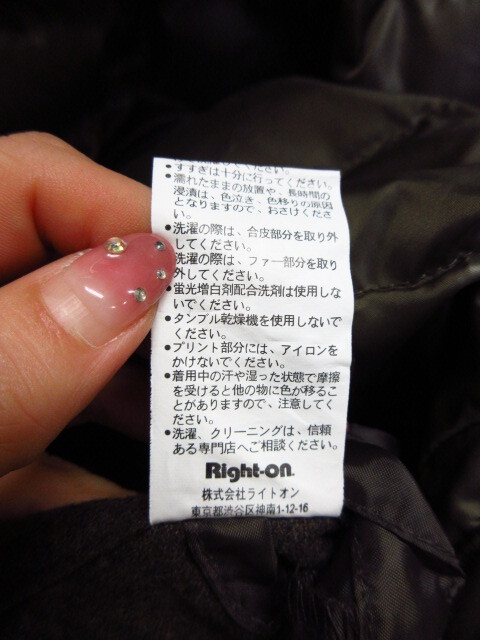 ください。
●すすぎは十分に行ってください。
●濡れたままの放置や、長時間の
浸漬は、色泣き、色移りの原因
となりますので、おさけくださ
い。
●洗濯の際は、合皮部分を取り外
してください。
洗濯の際は、ファー部分を取り
外してください。
●蛍光増白剤配合洗剤は使用しな
いでください。
●タンブル乾燥機を使用しないで
ください。
●プリント部分には、アイロンを
かけないでください。
●着用中の汗や湿った状態で摩擦
を受けると他の物に色が移るこ
とがありますので、注意してく
ださい。
●洗濯、クリーニングは、信頼
ある専門店へご相談ください。
Right-on
株式会社ライトオン
東京都渋谷区神南1-12-16